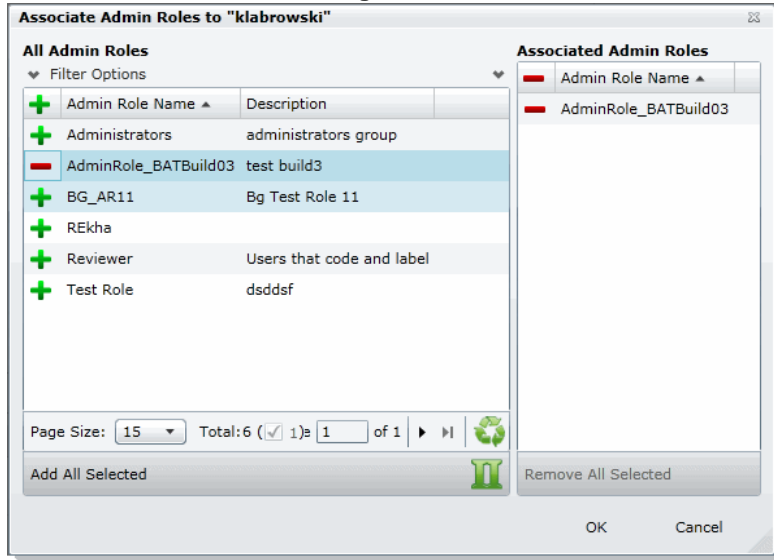 Associate Admin Roles to "klabrowski"
All Admin Roles
Filter Options
Admin Role Name Description
Administrators administrators group
AdminRole_BATBuild03 test build3
BG_AR11 Bg Test Role 11
REkha
Reviewer Users that code and label
Test Role dsddsf
Page Size: 15 Total:6 ( 1) 1 of 1
Add All Selected
Associated Admin Roles
Admin Role Name
AdminRole_BATBuild03
Remove All Selected
OK Cancel